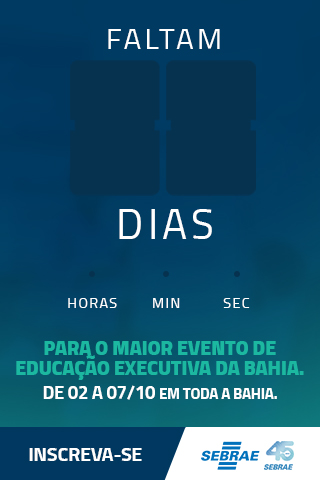 FALTAM
DIAS
HORAS MIN SEC
PARA O MAIOR EVENTO DE
EDUCAÇÃO EXECUTIVA DA BAHIA.
DE 02 A 07/10 EM TODA A BAHIA.
INSCREVA-SE
SEBRAE
45
SEBRAE